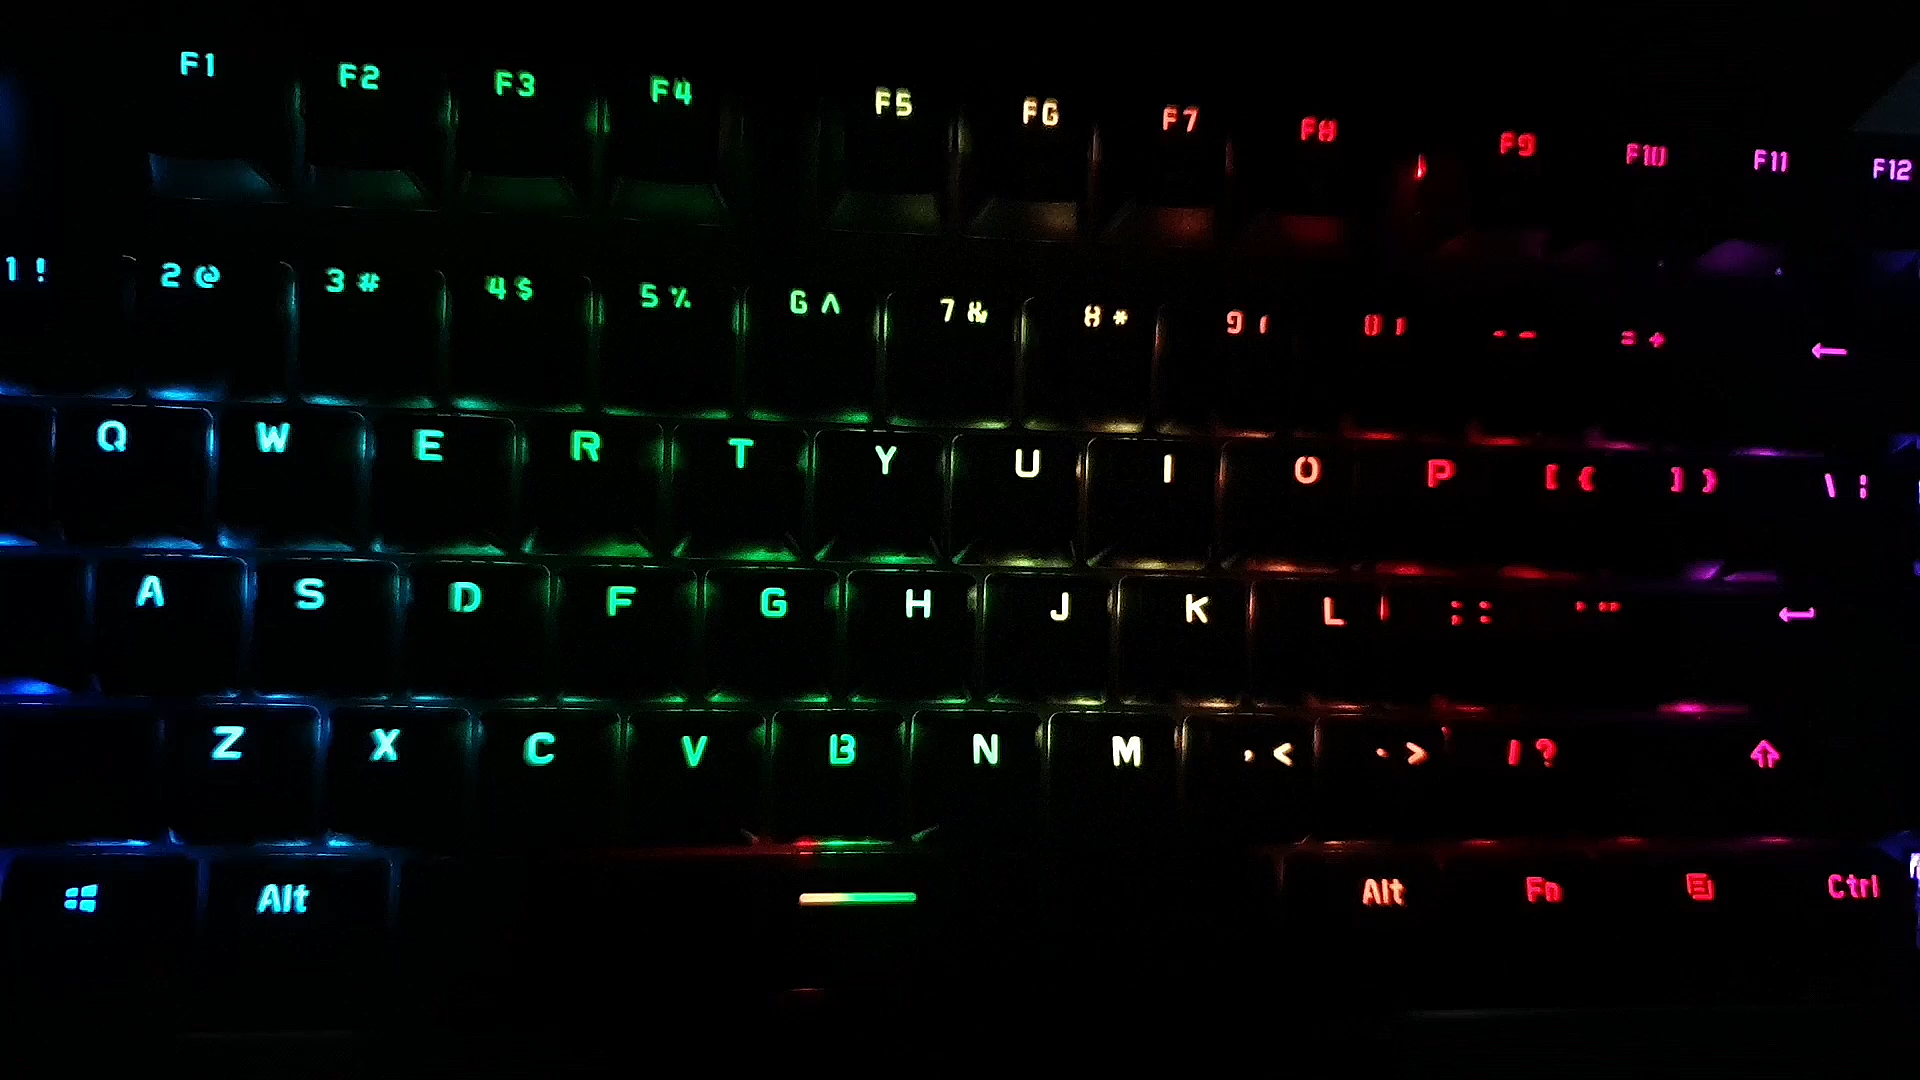 F1 F2 F3 F4 F5 F6 F7 F8 F9 F10 F11 F12
1 ! 2 @ 3 # 4 $ 5 % 6 ^ 7 & 8 * 9 ( 0 ) - _ = + ←
Q W E R T Y U I O P [ { ] } \ |
A S D F G H J K L ; : ' "
Z X C V B N M , < . > / ?
Alt Alt Fn Ctrl